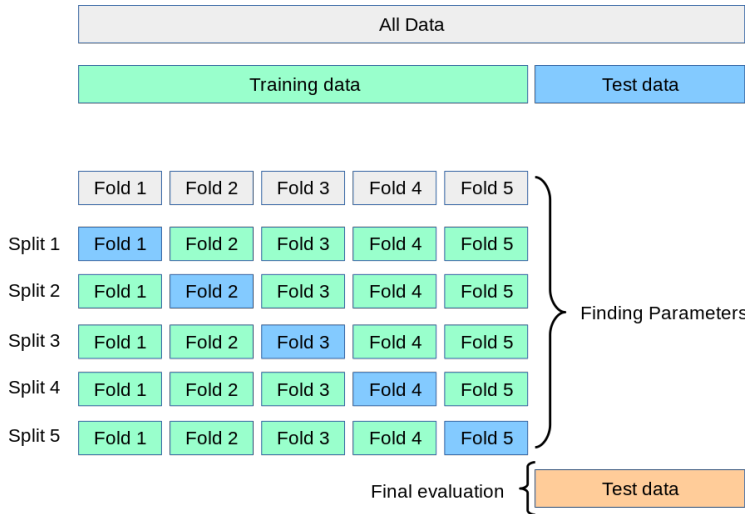 All Data
Training data Test data
Fold 1 Fold 2 Fold 3 Fold 4 Fold 5
Split 1 Fold 1 Fold 2 Fold 3 Fold 4 Fold 5
Split 2 Fold 1 Fold 2 Fold 3 Fold 4 Fold 5
Finding Parameters
Split 3 Fold 1 Fold 2 Fold 3 Fold 4 Fold 5
Split 4 Fold 1 Fold 2 Fold 3 Fold 4 Fold 5
Split 5 Fold 1 Fold 2 Fold 3 Fold 4 Fold 5
Final evaluation Test data